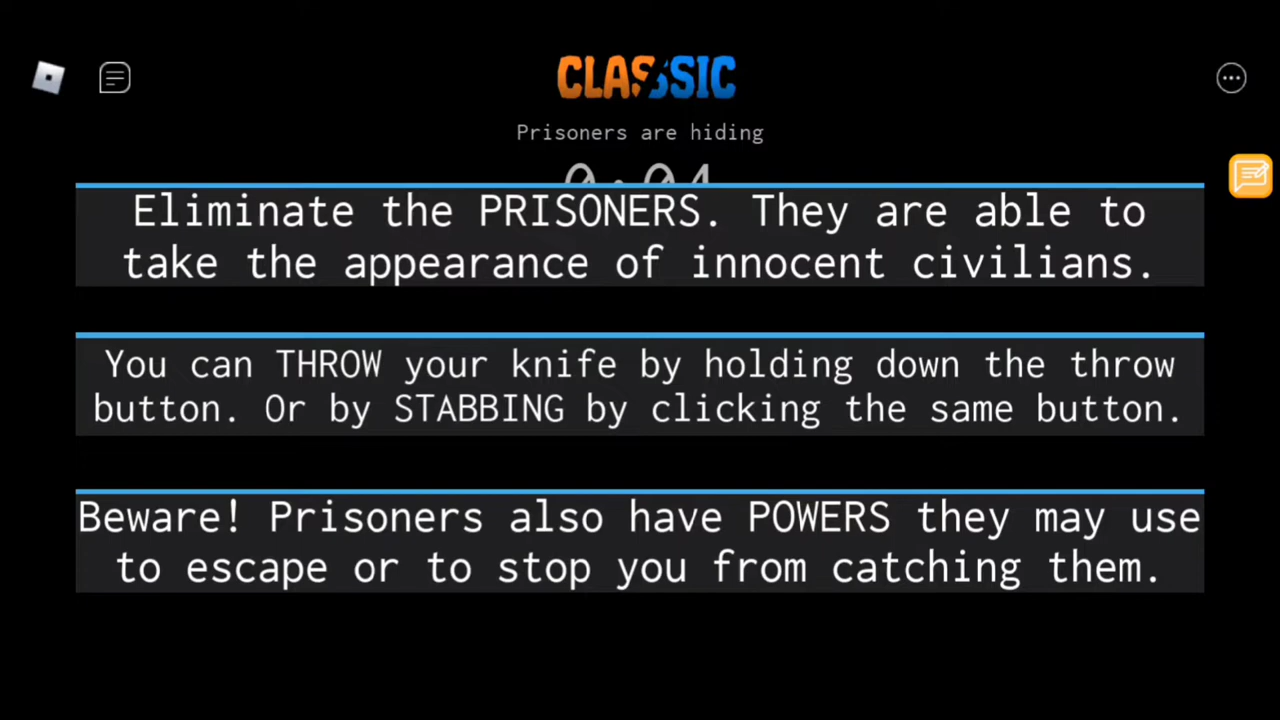 CLASSIC
Prisoners are hiding
0:04
Eliminate the PRISONERS. They are able to
take the appearance of innocent civilians.
You can THROW your knife by holding down the throw
button. Or by STABBING by clicking the same button.
Beware! Prisoners also have POWERS they may use
to escape or to stop you from catching them.